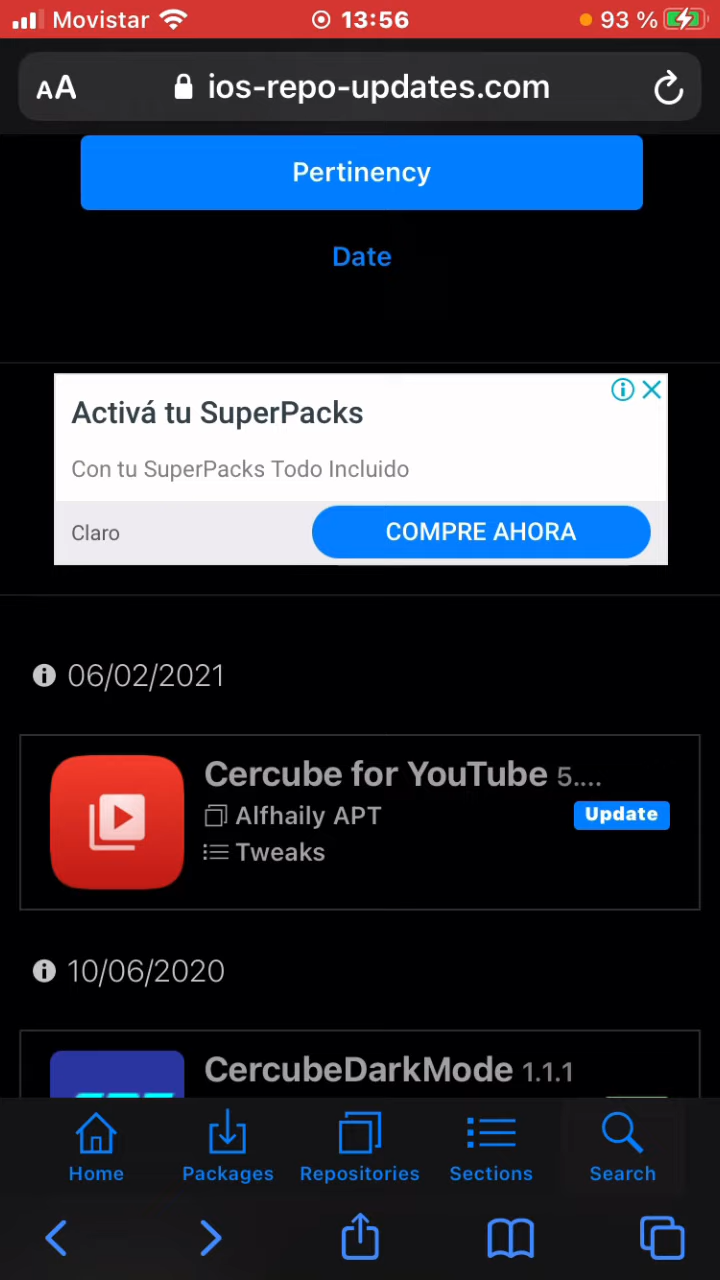 Movistar 13:56 93 %
AA ios-repo-updates.com
Pertinency
Date
Activá tu SuperPacks
Con tu SuperPacks Todo Incluido
Claro COMPRE AHORA
06/02/2021
Cercube for YouTube 5....
Alfhaily APT Update
Tweaks
10/06/2020
CercubeDarkMode 1.1.1
Home Packages Repositories Sections Search